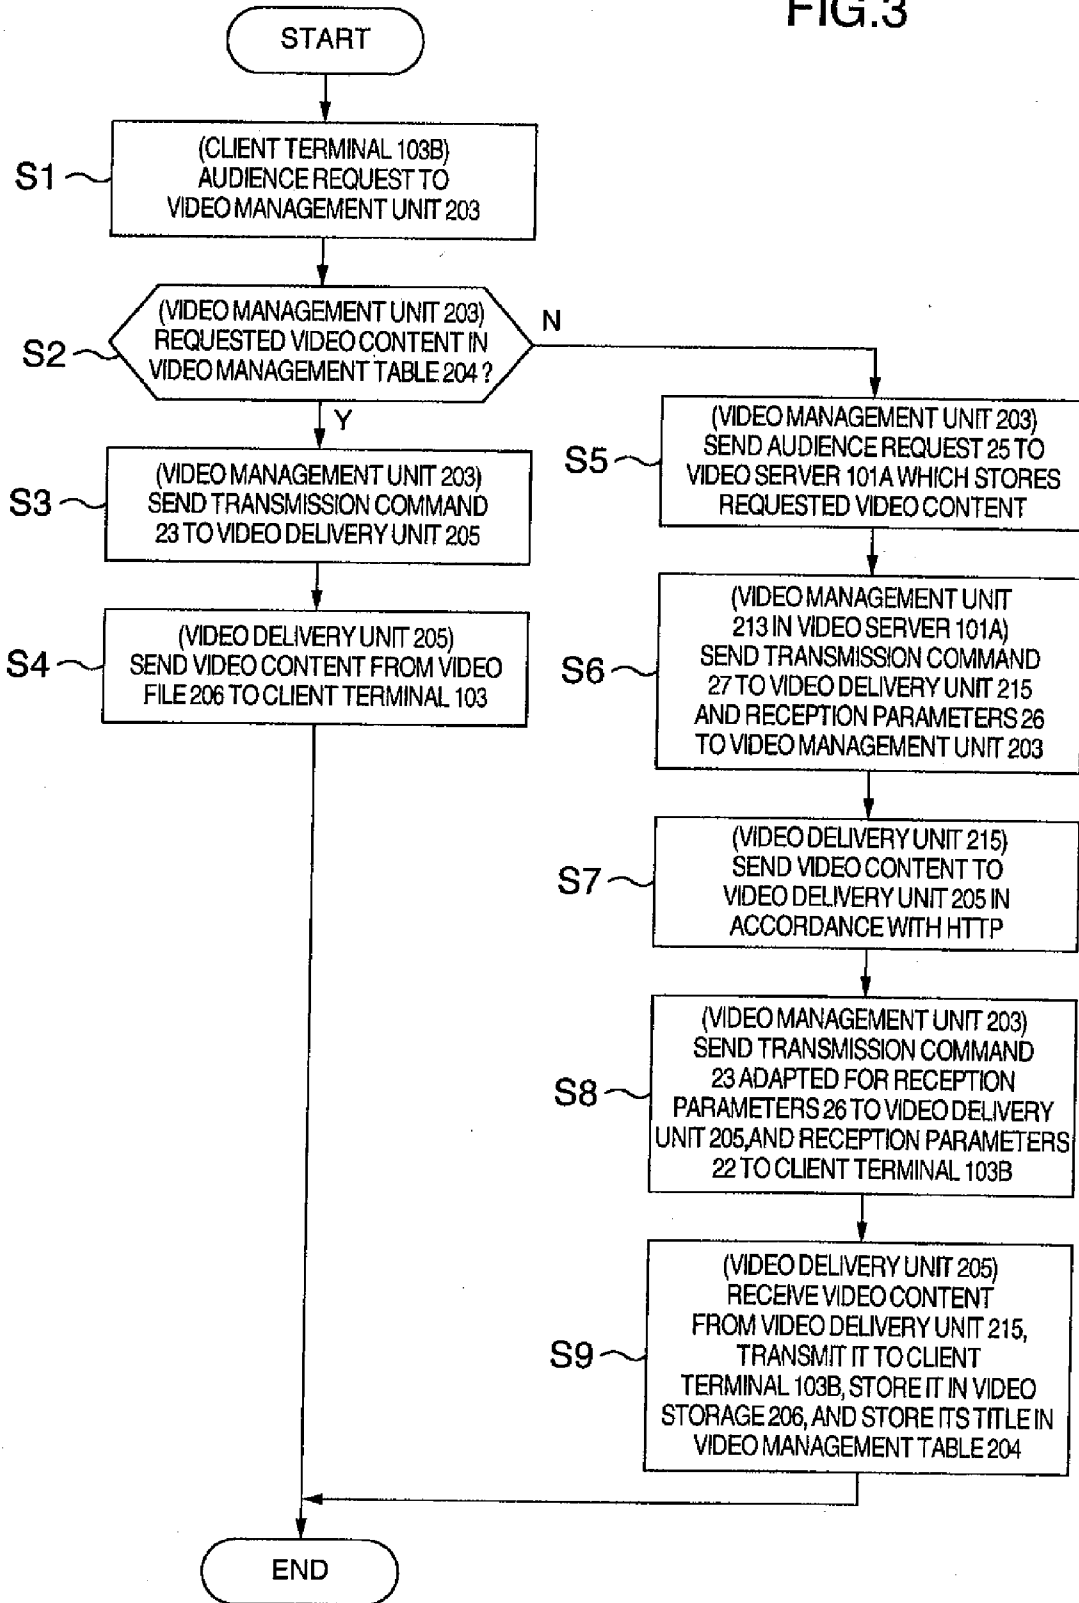 FIG.3
START
S1
(CLIENT TERMINAL 103B)
AUDIENCE REQUEST TO
VIDEO MANAGEMENT UNIT 203
S2
(VIDEO MANAGEMENT UNIT 203)
REQUESTED VIDEO CONTENT IN
VIDEO MANAGEMENT TABLE 204 ?
N
Y
S3
(VIDEO MANAGEMENT UNIT 203)
SEND TRANSMISSION COMMAND
23 TO VIDEO DELIVERY UNIT 205
S4
(VIDEO DELIVERY UNIT 205)
SEND VIDEO CONTENT FROM VIDEO
FILE 206 TO CLIENT TERMINAL 103
S5
(VIDEO MANAGEMENT UNIT 203)
SEND AUDIENCE REQUEST 25 TO
VIDEO SERVER 101A WHICH STORES
REQUESTED VIDEO CONTENT
S6
(VIDEO MANAGEMENT UNIT
213 IN VIDEO SERVER 101A)
SEND TRANSMISSION COMMAND
27 TO VIDEO DELIVERY UNIT 215
AND RECEPTION PARAMETERS 26
TO VIDEO MANAGEMENT UNIT 203
S7
(VIDEO DELIVERY UNIT 215)
SEND VIDEO CONTENT TO
VIDEO DELIVERY UNIT 205 IN
ACCORDANCE WITH HTTP
S8
(VIDEO MANAGEMENT UNIT 203)
SEND TRANSMISSION COMMAND
23 ADAPTED FOR RECEPTION
PARAMETERS 26 TO VIDEO DELIVERY
UNIT 205,AND RECEPTION PARAMETERS
22 TO CLIENT TERMINAL 103B
S9
(VIDEO DELIVERY UNIT 205)
RECEIVE VIDEO CONTENT
FROM VIDEO DELIVERY UNIT 215,
TRANSMIT IT TO CLIENT
TERMINAL 103B, STORE IT IN VIDEO
STORAGE 206, AND STORE ITS TITLE IN
VIDEO MANAGEMENT TABLE 204
END